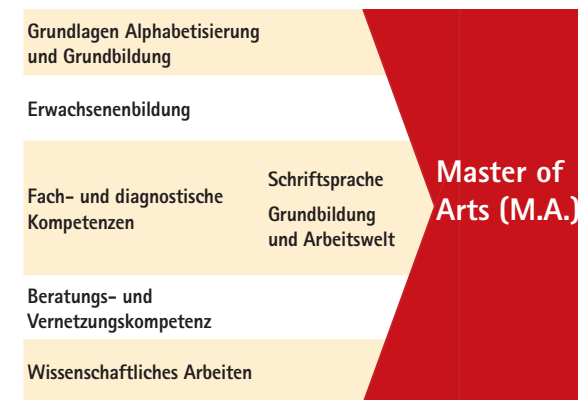 Grundlagen Alphabetisierung
und Grundbildung
Erwachsenenbildung
Fach- und diagnostische
Kompetenzen
Schriftsprache
Grundbildung
und Arbeitswelt
Beratungs- und
Vernetzungskompetenz
Wissenschaftliches Arbeiten
Master of
Arts (M.A.)